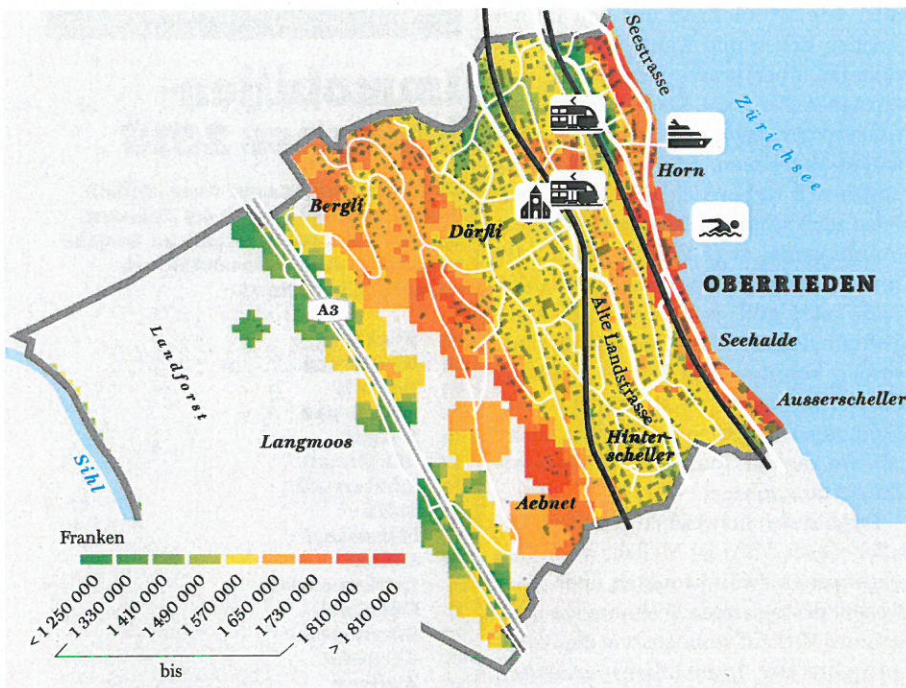 Seestrasse
Zürichsee
Horn
Bergli
Dörfli
OBERRIEDEN
A3
Alte Landstrasse
Landforst
Seehalde
Ausserscheller
Langmoos
Hinter-
scheller
Sihl
Aebnet
Franken
< 1 250 000
1 330 000
1 410 000
1 490 000
1 570 000
1 650 000
1 730 000
1 810 000
> 1 810 000
bis